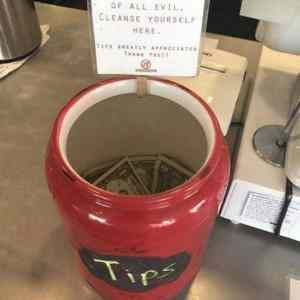 OF ALL EVIL.
CLEANSE YOURSELF
HERE.
TIPS GREATLY APPRECIATED
THANK YOU!!
Tips